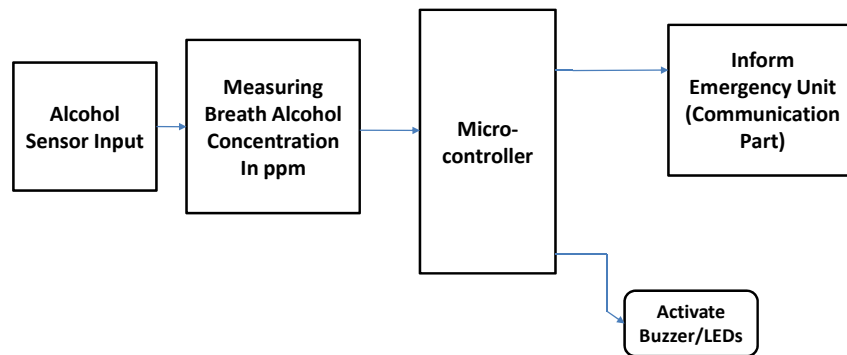 Alcohol
Sensor Input
Measuring
Breath Alcohol
Concentration
In ppm
Micro-
controller
Inform
Emergency Unit
(Communication
Part)
Activate
Buzzer/LEDs